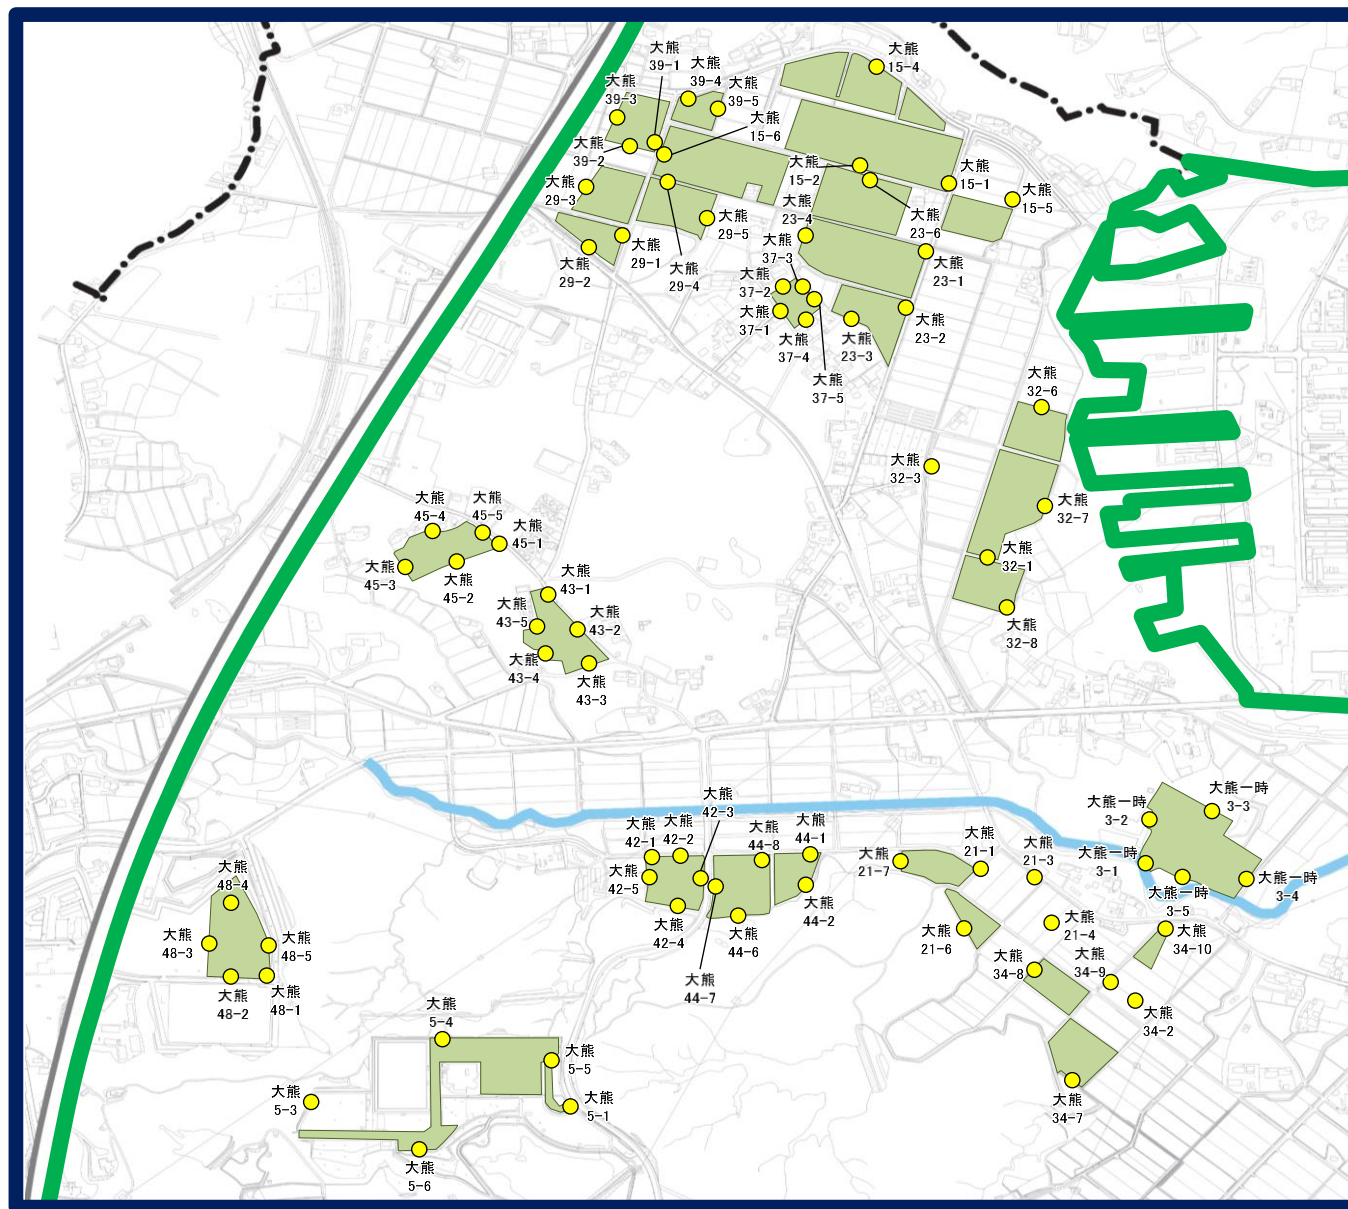 大熊
15-4
大熊
39-1
大熊
39-4
大熊
39-3
大熊
39-5
大熊
15-6
大熊
39-2
大熊
15-2
大熊
15-1
大熊
15-5
大熊
29-3
大熊
29-5
大熊
23-4
大熊
23-6
大熊
29-1
大熊
29-2
大熊
29-4
大熊
37-3
大熊
23-1
大熊
37-2
大熊
37-1
大熊
37-4
大熊
23-3
大熊
23-2
大熊
37-5
大熊
32-6
大熊
32-3
大熊
32-7
大熊
32-1
大熊
32-8
大熊
45-4
大熊
45-5
大熊
45-1
大熊
45-3
大熊
45-2
大熊
43-1
大熊
43-5
大熊
43-2
大熊
43-4
大熊
43-3
大熊
42-3
大熊
42-1
大熊
42-2
大熊
44-8
大熊
44-1
大熊
42-5
大熊
42-4
大熊
44-6
大熊
44-2
大熊
44-7
大熊
21-7
大熊
21-1
大熊
21-3
大熊一時
3-2
大熊一時
3-3
大熊一時
3-1
大熊一時
3-5
大熊一時
3-4
大熊
21-6
大熊
21-4
大熊
34-10
大熊
34-8
大熊
34-9
大熊
34-2
大熊
34-7
大熊
48-4
大熊
48-3
大熊
48-5
大熊
48-2
大熊
48-1
大熊
5-4
大熊
5-5
大熊
5-3
大熊
5-1
大熊
5-6